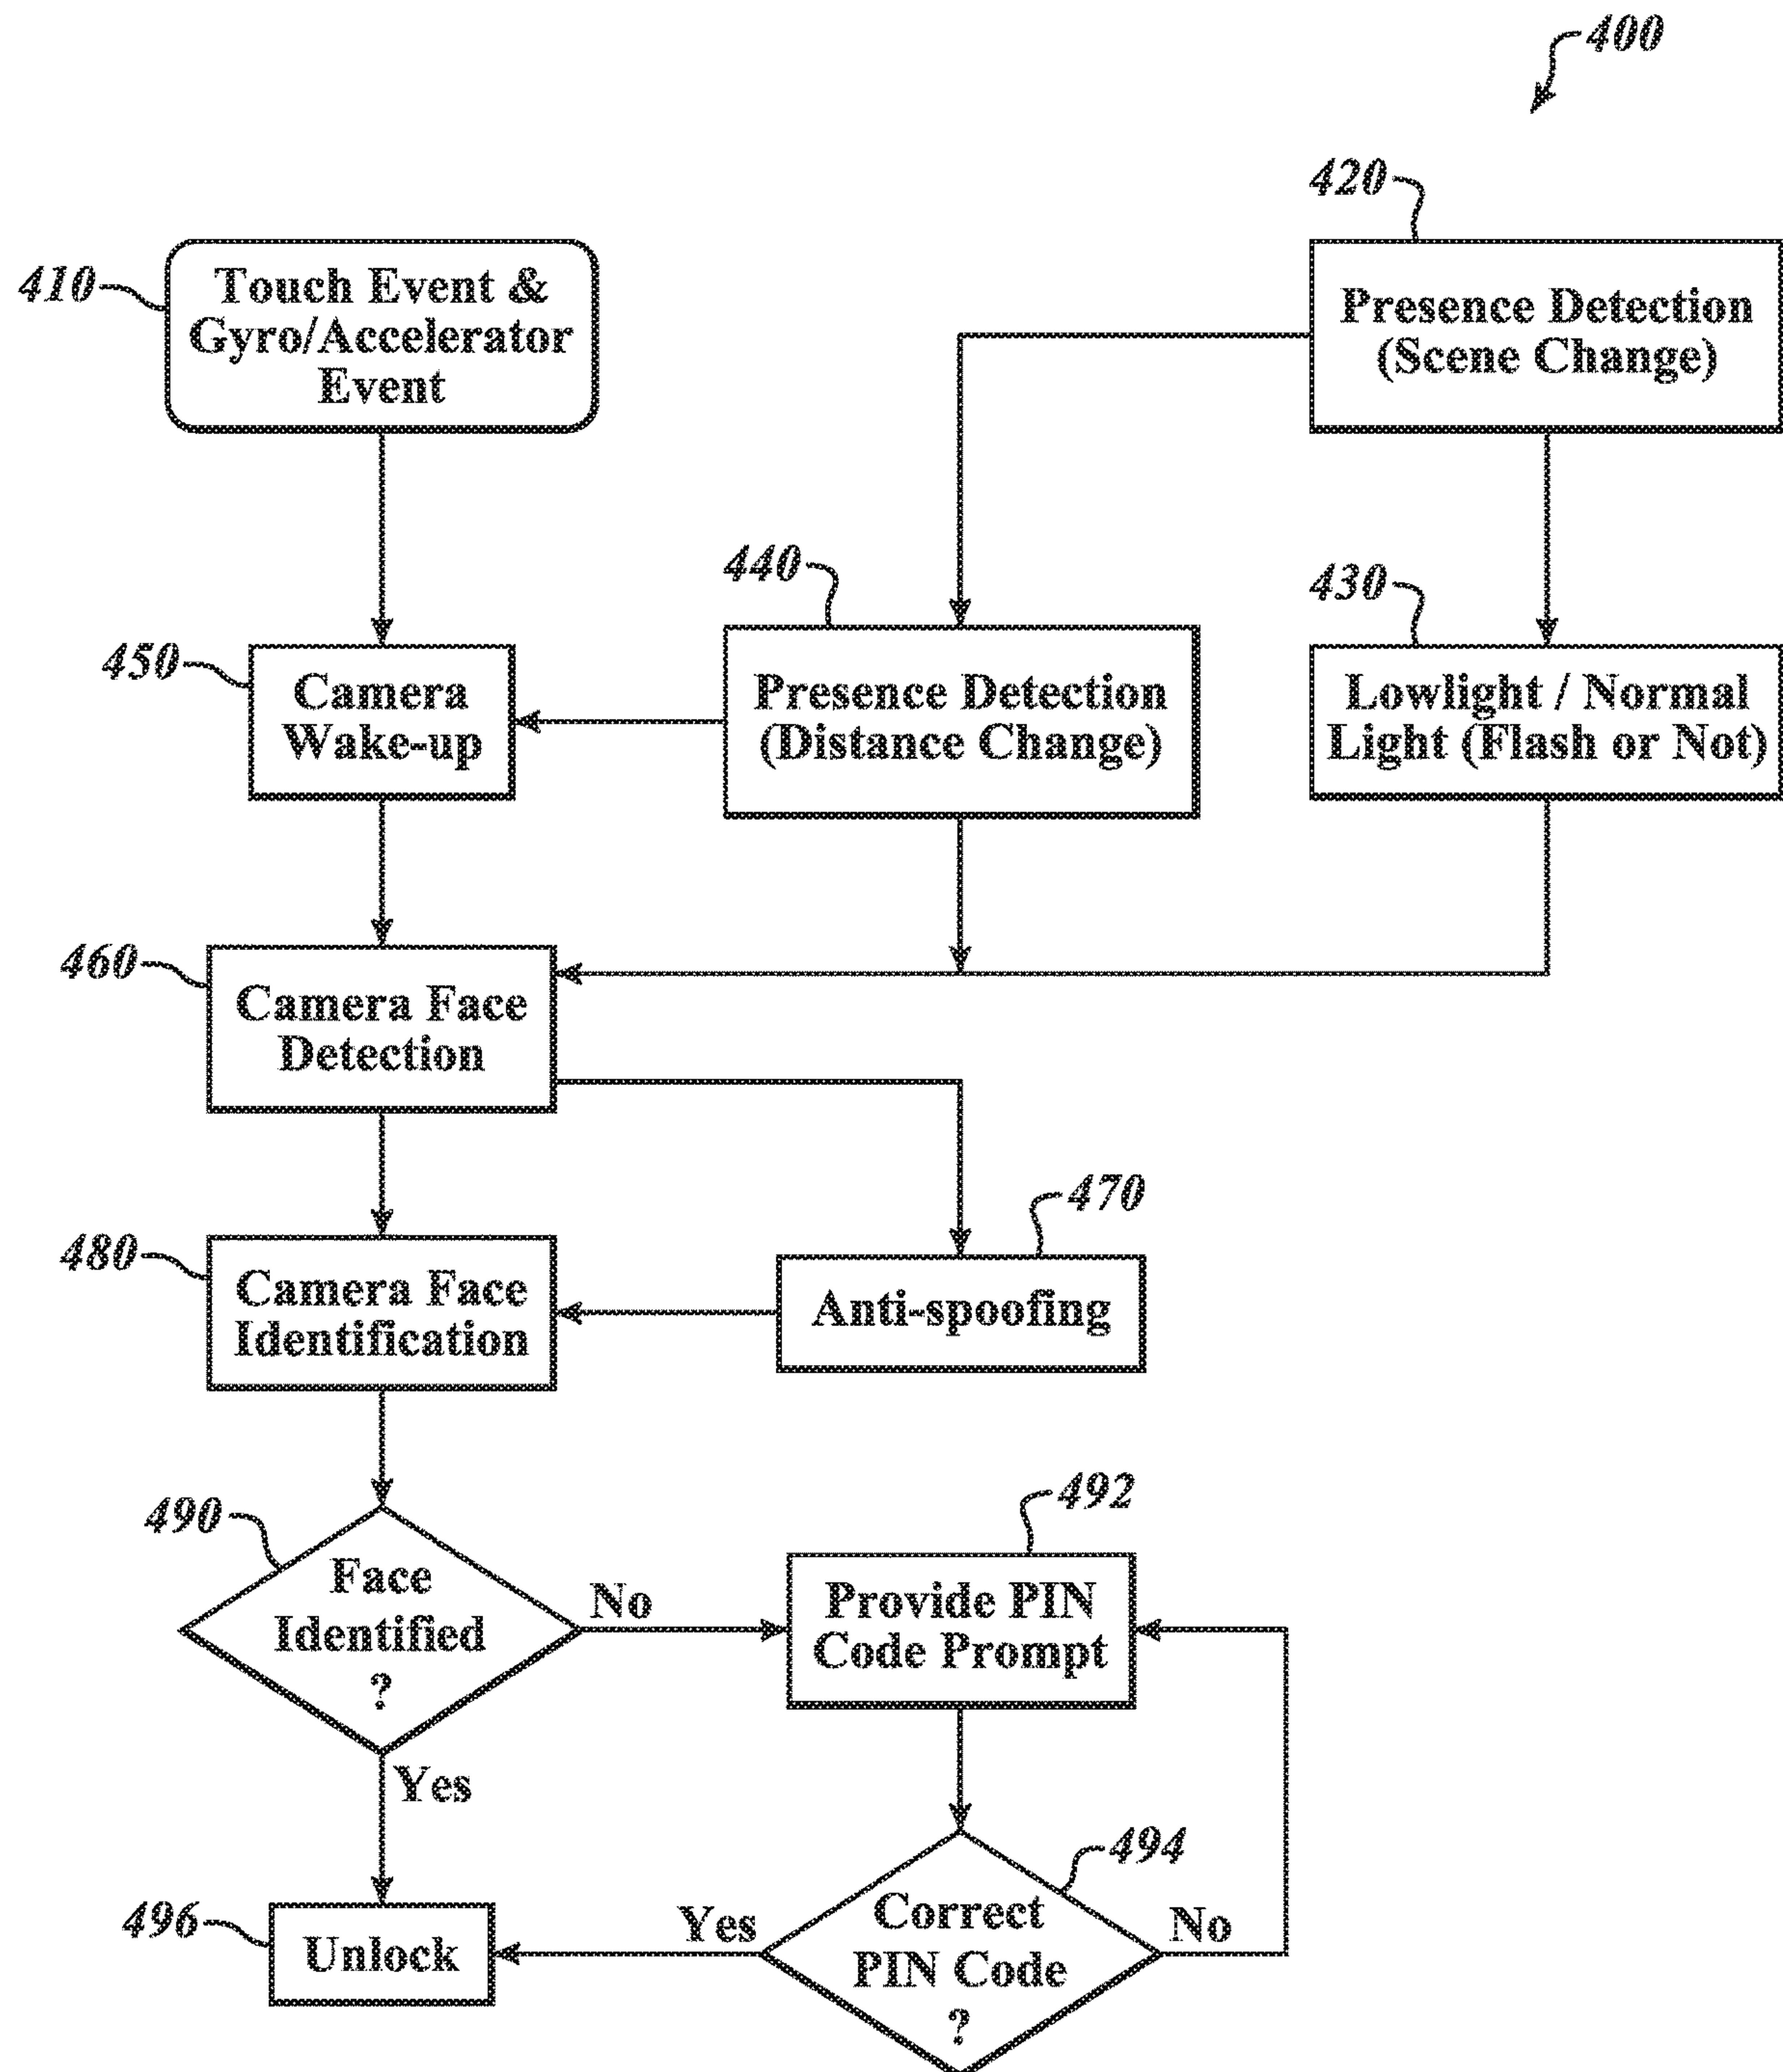 400
420
410
Touch Event &
Gyro/Accelerator
Event
Presence Detection
(Scene Change)
440
430
450
Camera
Wake-up
Presence Detection
(Distance Change)
Lowlight / Normal
Light (Flash or Not)
460
Camera Face
Detection
470
480
Camera Face
Identification
Anti-spoofing
492
490
Face
Identified
?
No
Provide PIN
Code Prompt
Yes
494
496
Unlock
Yes
Correct
PIN Code
?
No